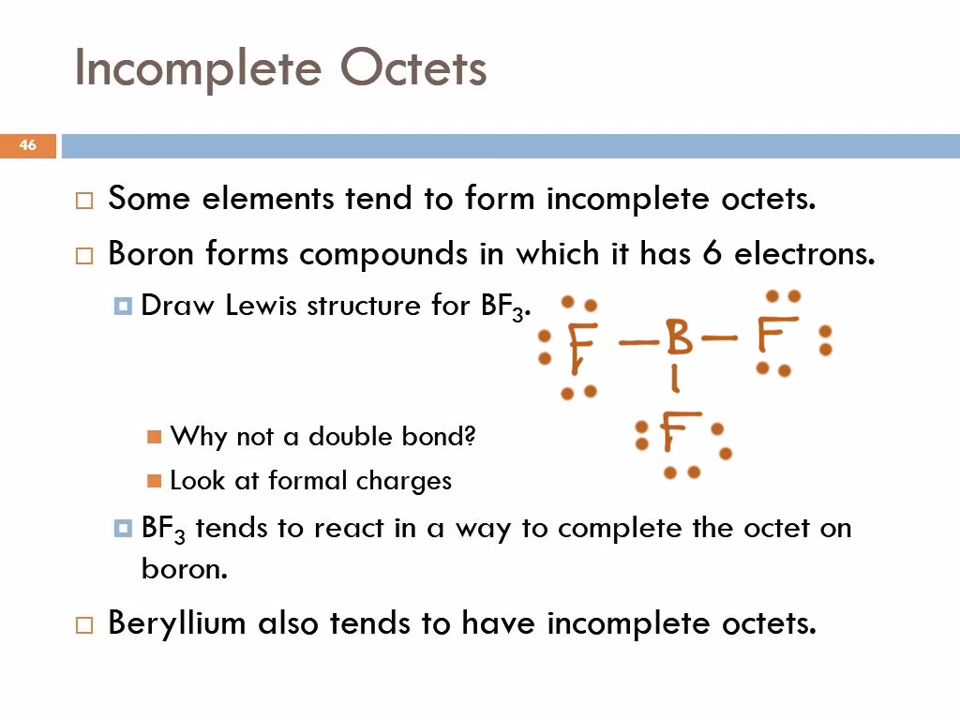 Incomplete Octets
46
Some elements tend to form incomplete octets.
Boron forms compounds in which it has 6 electrons.
Draw Lewis structure for BF₃.
F — B — F
F
Why not a double bond?
Look at formal charges
BF₃ tends to react in a way to complete the octet on
boron.
Beryllium also tends to have incomplete octets.